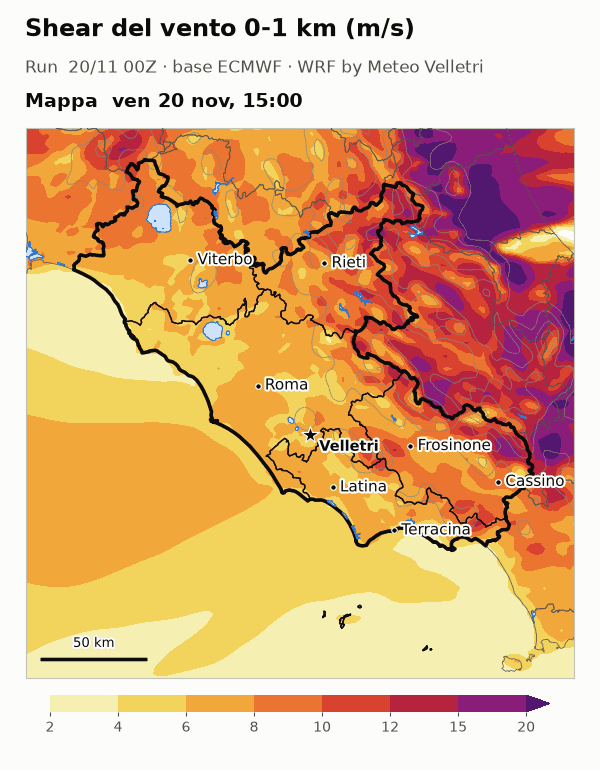 Shear del vento 0-1 km (m/s)
Run  20/11 00Z · base ECMWF · WRF by Meteo Velletri
Mappa  ven 20 nov, 15:00
Viterbo
Rieti
Roma
Velletri
Frosinone
Latina
Cassino
Terracina
50 km
2 4 6 8 10 12 15 20